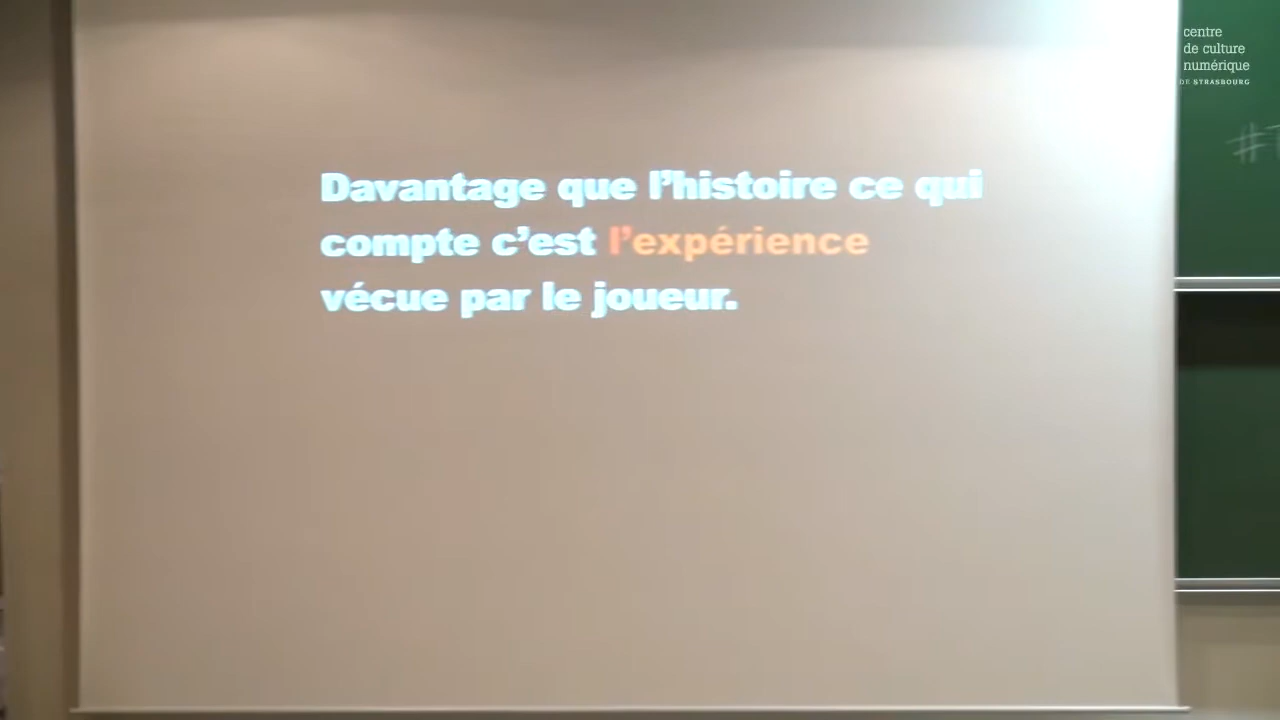 centre
de culture
numérique
DE STRASBOURG
Davantage que l’histoire ce qui
compte c’est l’expérience
vécue par le joueur.